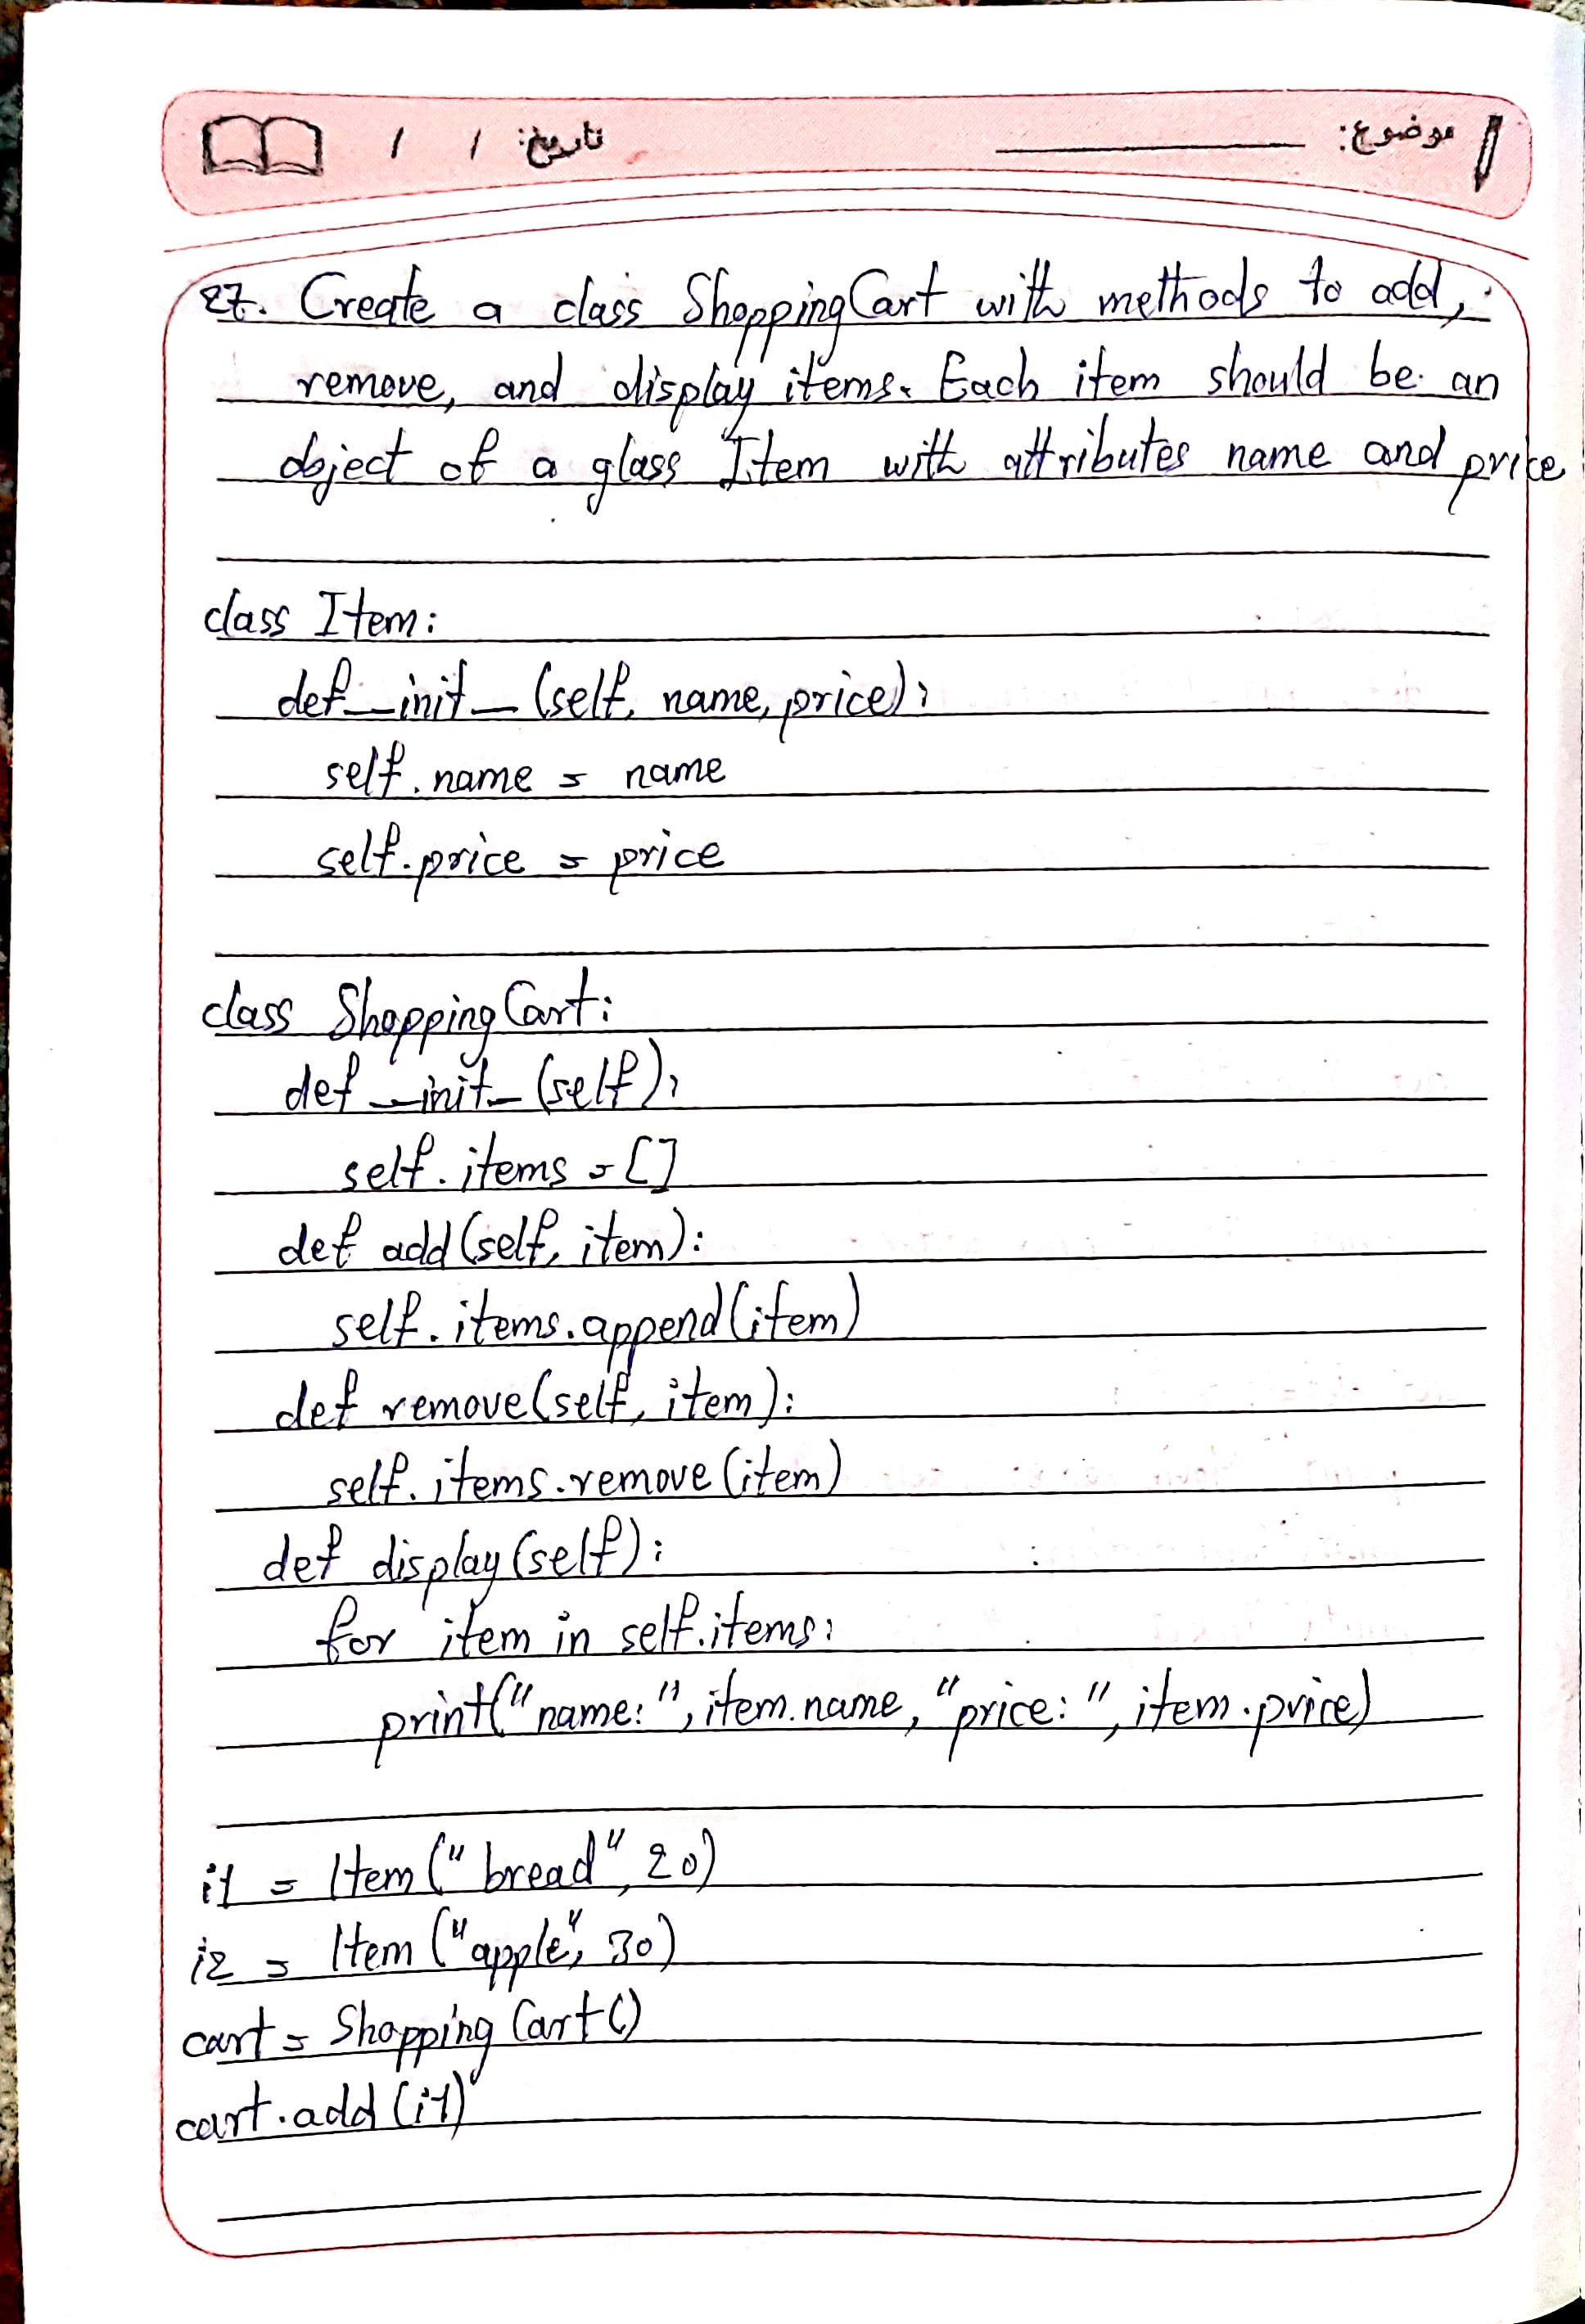 موضوع:
تاریخ: / /
27. Create a class ShoppingCart with methods to add,
remove, and display items. Each item should be an
object of a glass Item with attributes name and price
class Item:
def __init__(self, name, price):
self.name = name
self.price = price
class ShoppingCart:
def __init__(self):
self.items = []
def add(self, item):
self.items.append(item)
def remove(self, item):
self.items.remove(item)
def display(self):
for item in self.items:
print("name:", item.name, "price:", item.price)
i1 = Item("bread", 20)
i2 = Item("apple", 30)
cart = ShoppingCart()
cart.add(i1)